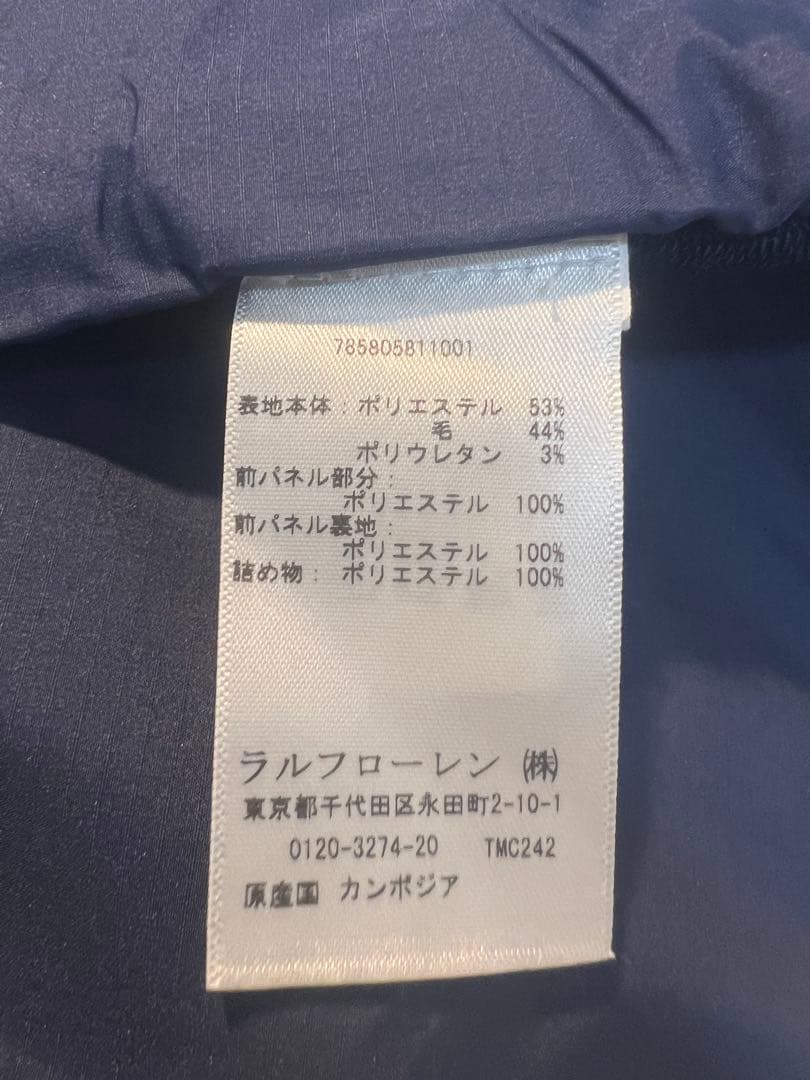 785805811001
表地本体：ポリエステル 53%
毛 44%
ポリウレタン 3%
前パネル部分：
ポリエステル 100%
前パネル裏地：
ポリエステル 100%
詰め物：ポリエステル 100%
ラルフローレン ㈱
東京都千代田区永田町2-10-1
0120-3274-20 TMC242
原産国 カンボジア